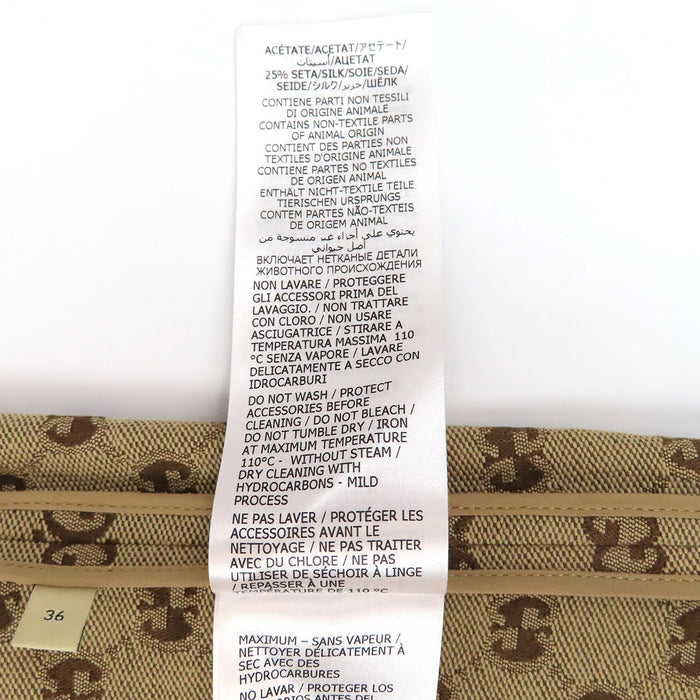 ACÉTATE/ACETAT/アセテート/
أسيتات/АЦЕТАТ
25% SETA/SILK/SOIE/SEDA/
SEIDE/シルク/حرير/ШЁЛК
CONTIENE PARTI NON TESSILI
DI ORIGINE ANIMALE
CONTAINS NON-TEXTILE PARTS
OF ANIMAL ORIGIN
CONTIENT DES PARTIES NON
TEXTILES D'ORIGINE ANIMALE
CONTIENE PARTES NO TEXTILES
DE ORIGEN ANIMAL
ENTHÄLT NICHT-TEXTILE TEILE
TIERISCHEN URSPRUNGS
CONTEM PARTES NÃO-TEXTEIS
DE ORIGEM ANIMAL
يحتوي على أجزاء غير منسوجة من
أصل حيواني
ВКЛЮЧАЕТ НЕТКАНЫЕ ДЕТАЛИ
ЖИВОТНОГО ПРОИСХОЖДЕНИЯ
NON LAVARE / PROTEGGERE
GLI ACCESSORI PRIMA DEL
LAVAGGIO. / NON TRATTARE
CON CLORO / NON USARE
ASCIUGATRICE / STIRARE A
TEMPERATURA MASSIMA 110
°C SENZA VAPORE / LAVARE
DELICATAMENTE A SECCO CON
IDROCARBURI
DO NOT WASH / PROTECT
ACCESSORIES BEFORE
CLEANING / DO NOT BLEACH /
DO NOT TUMBLE DRY / IRON
AT MAXIMUM TEMPERATURE
110°C - WITHOUT STEAM /
DRY CLEANING WITH
HYDROCARBONS - MILD
PROCESS
NE PAS LAVER / PROTÉGER LES
ACCESSOIRES AVANT LE
NETTOYAGE / NE PAS TRAITER
AVEC DU CHLORE / NE PAS
UTILISER DE SÉCHOIR À LINGE
/ REPASSER À UNE
TEMPÉRATURE DE 110 °C
MAXIMUM – SANS VAPEUR /
NETTOYER DÉLICATEMENT À
SEC AVEC DES
HYDROCARBURES
NO LAVAR / PROTEGER LOS
ACCESORIOS ANTES DEL
36